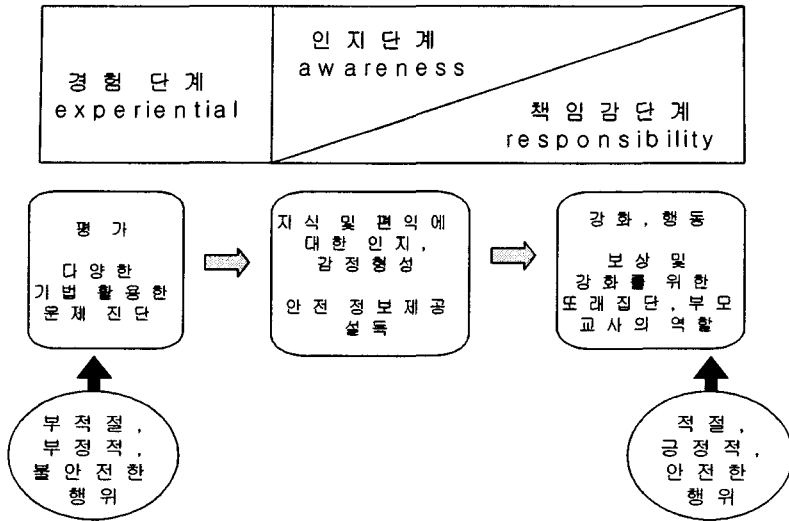 경험 단계
experiential
인지단계
awareness
책임감단계
responsibility
평가
다양한
기법 활용한
문제 진단
지식 및 편익에
대한 인지,
감정형성
안전 정보제공
설득
강화, 행동
보상 및
강화를 위한
또래집단, 부모
교사의 역할
부적절,
부정적,
불안전한
행위
적절,
긍정적,
안전한
행위